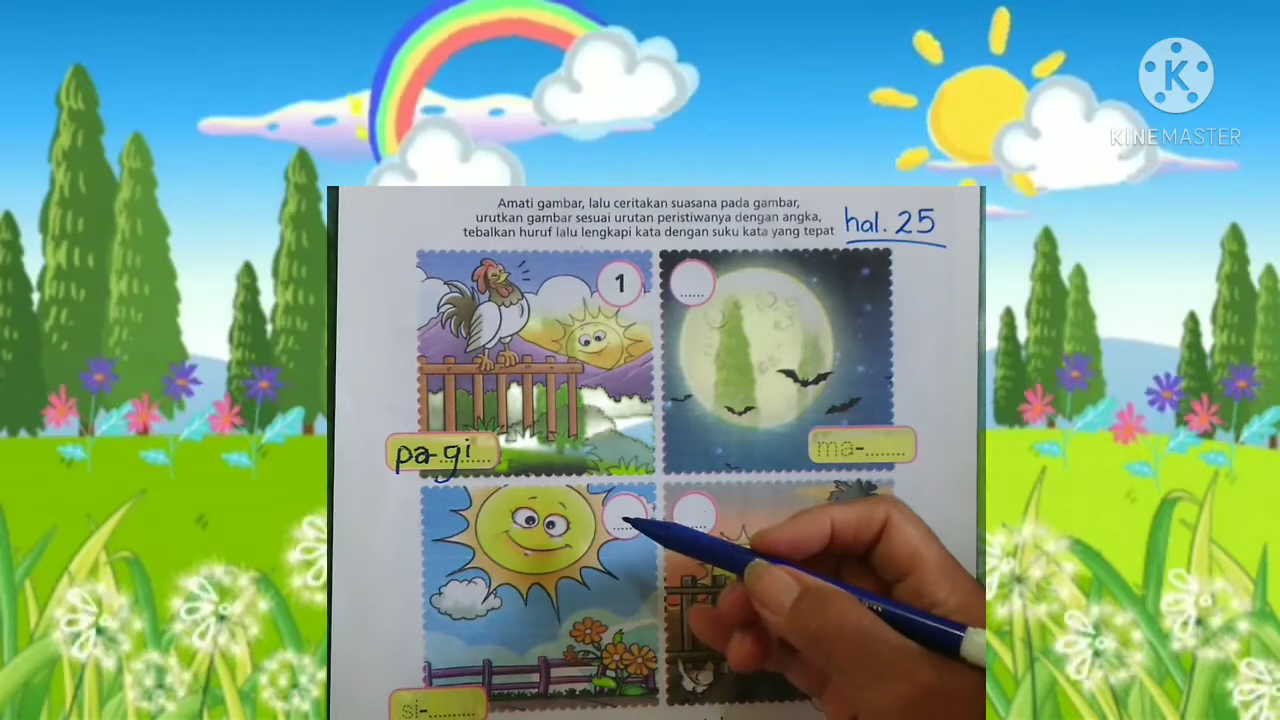 KINEMASTER
Amati gambar, lalu ceritakan suasana pada gambar,
urutkan gambar sesuai urutan peristiwanya dengan angka,
tebalkan huruf lalu lengkapi kata dengan suku kata yang tepat
hal. 25
1
......
pa-gi
ma-........
......
......
si-.........